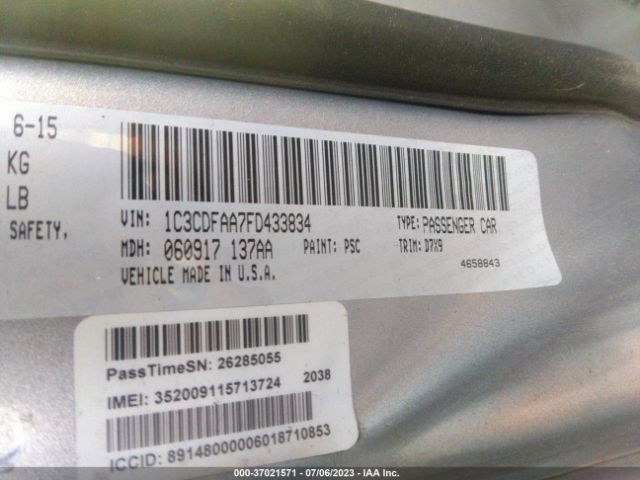 6-15
KG
LB
SAFETY,
VIN: 1C3CDFAA7FD433834
TYPE: PASSENGER CAR
MDH: 060917 137AA
PAINT: PSC
TRIM: D7X9
VEHICLE MADE IN U.S.A.
4658843
PassTimeSN: 26285055
IMEI: 352009115713724
2038
ICCID: 89148000006018710853
000-37021571 - 07/06/2023 - IAA Inc.